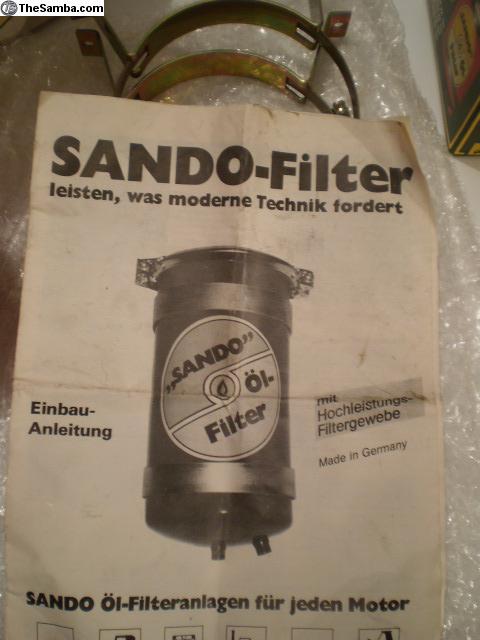 TheSamba.com
SANDO-Filter
leisten, was moderne Technik fordert
„SANDO”
Öl-
Filter
Einbau-
Anleitung
mit
Hochleistungs-
Filtergewebe
Made in Germany
SANDO Öl-Filteranlagen für jeden Motor